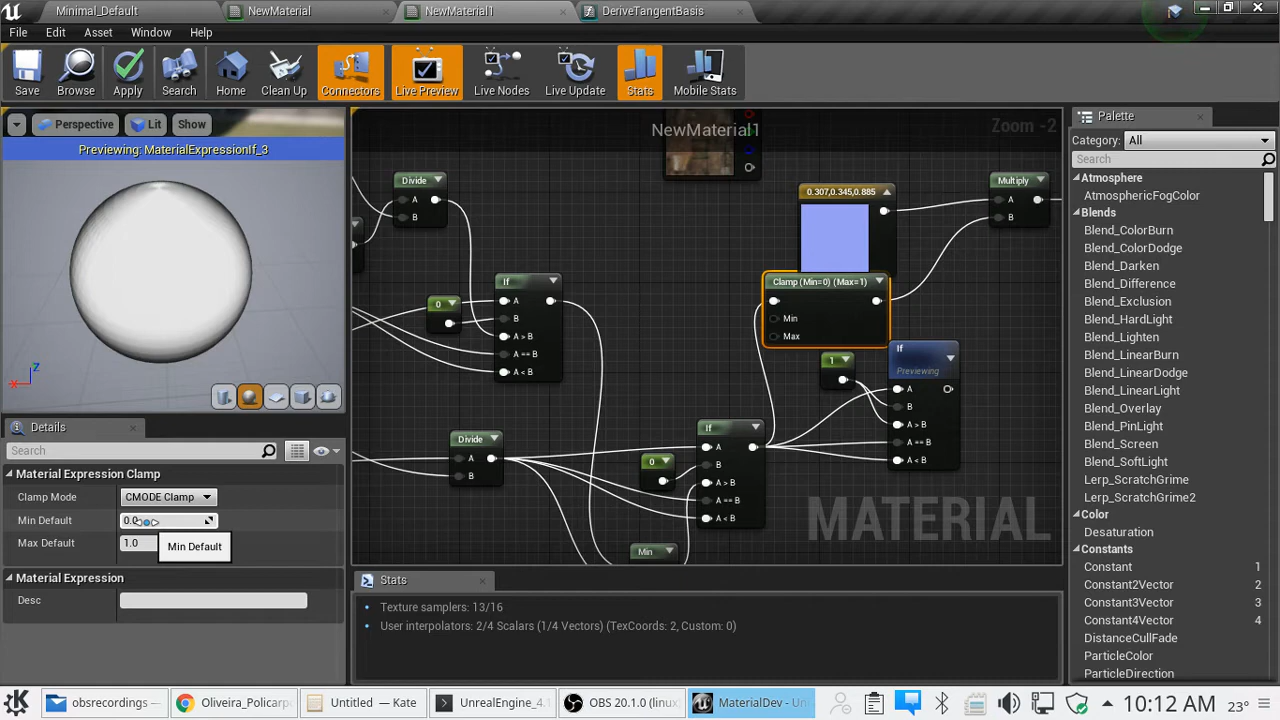 Minimal_Default
NewMaterial
NewMaterial1
DeriveTangentBasis
File Edit Asset Window Help
Save
Browse
Apply
Search
Home
Clean Up
Connectors
Live Preview
Live Nodes
Live Update
Stats
Mobile Stats
Perspective Lit Show
Previewing: MaterialExpressionIf_3
Z
X
Details
Search
Material Expression Clamp
Clamp Mode CMODE Clamp
Min Default 0.0
Max Default 1.0
Min Default
Material Expression
Desc
NewMaterial1
Zoom -2
Divide
A
B
0.307,0.345,0.885
Multiply
A
B
If
A
B
A > B
A == B
A < B
0
Clamp (Min=0) (Max=1)
Min
Max
1
If
Previewing
A
B
A > B
A == B
A < B
Divide
A
B
0
If
A
B
A > B
A == B
A < B
Min
MATERIAL
Stats
Texture samplers: 13/16
User interpolators: 2/4 Scalars (1/4 Vectors) (TexCoords: 2, Custom: 0)
Palette
Category: All
Search
Atmosphere
AtmosphericFogColor
Blends
Blend_ColorBurn
Blend_ColorDodge
Blend_Darken
Blend_Difference
Blend_Exclusion
Blend_HardLight
Blend_Lighten
Blend_LinearBurn
Blend_LinearDodge
Blend_LinearLight
Blend_Overlay
Blend_PinLight
Blend_Screen
Blend_SoftLight
Lerp_ScratchGrime
Lerp_ScratchGrime2
Color
Desaturation
Constants
Constant 1
Constant2Vector 2
Constant3Vector 3
Constant4Vector 4
DistanceCullFade
ParticleColor
ParticleDirection
obsrecordings
Oliveira_Polic...
Untitled — Kate
UnrealEngine_4.1
OBS 20.1.0 (linux)
MaterialDev - Un
10:12 AM
23°